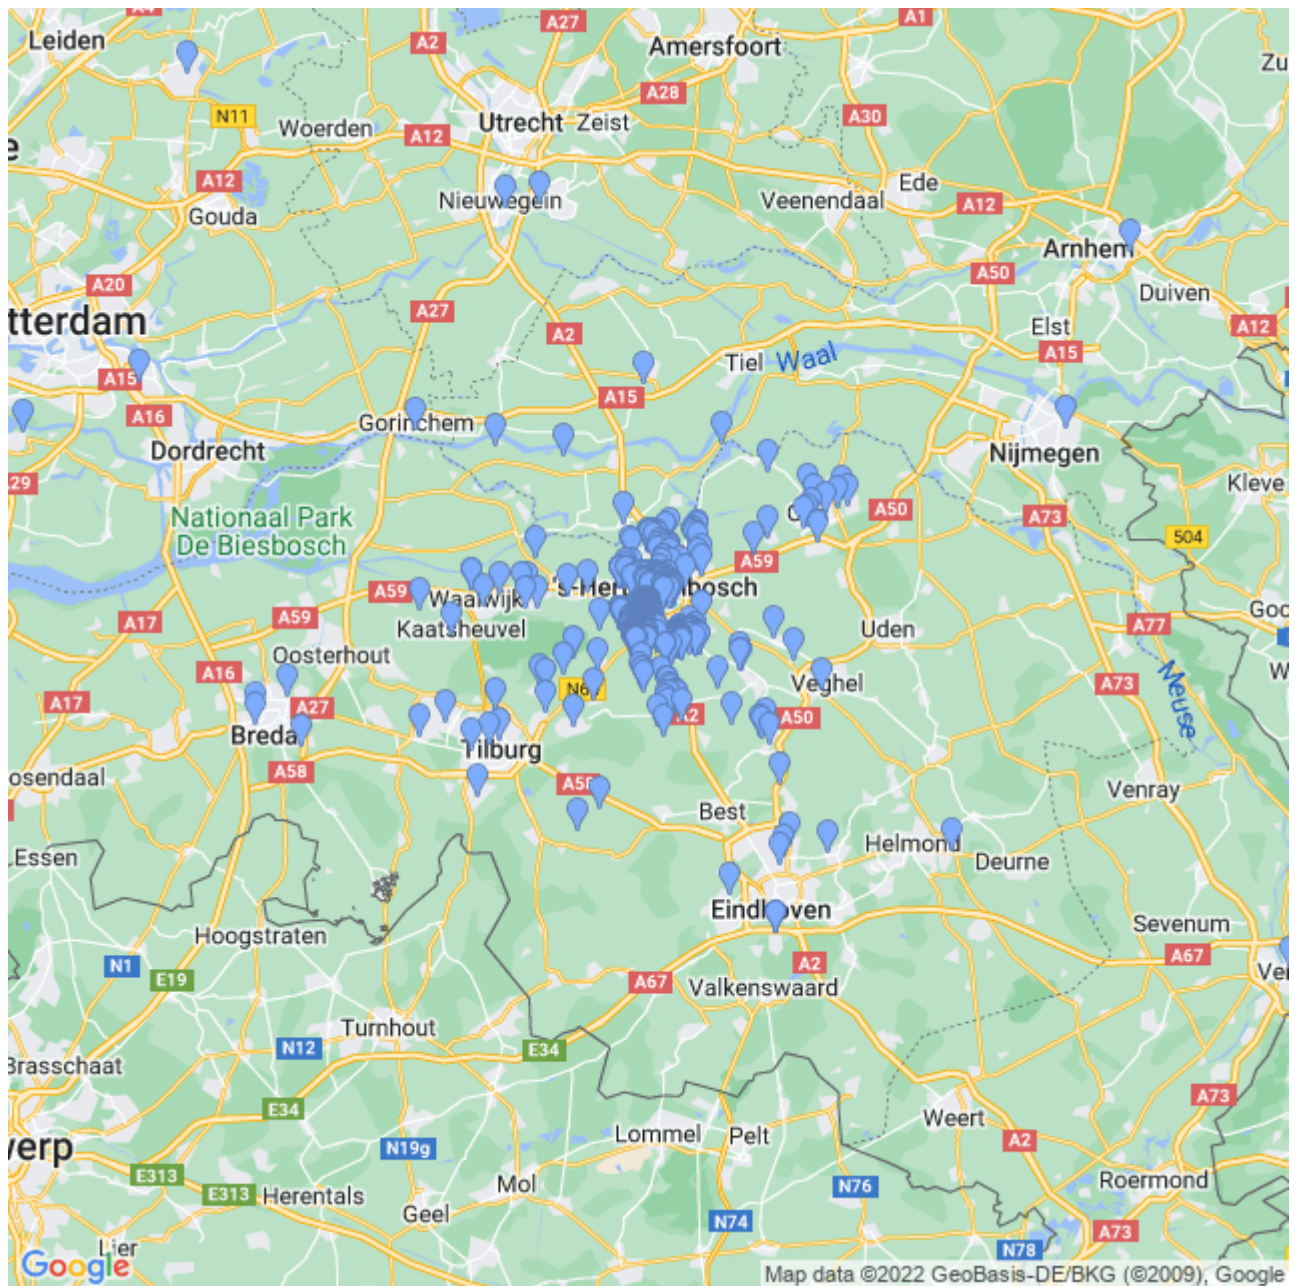 A4
A27
A1
Leiden
A2
Amersfoort
Zu
A28
N11
Woerden
Utrecht
Zeist
A30
A12
e
A12
Nieuwegein
Veenendaal
Ede
A12
Gouda
Arnhem
A20
A50
Duiven
tterdam
A27
A2
Elst
A12
A15
Tiel
Waal
A15
A16
A15
Gorinchem
Dordrecht
Nijmegen
Kleve
29
A50
A73
504
Nationaal Park
De Biesbosch
A59
A59
Waalwijk
Goc
A17
A59
Kaatsheuvel
Uden
A77
Oosterhout
A16
Veghel
A73
Meuse
W
A17
A27
A50
Breda
Tilburg
osendaal
A58
Best
Venray
Essen
Helmond
Deurne
Eindhoven
Hoogstraten
Sevenum
N1
E19
A2
A67
Ver
A67
Valkenswaard
Turnhout
N12
E34
Brasschaat
E34
A73
Weert
werp
N19g
Lommel
Pelt
A2
E313
E313
Herentals
Mol
N76
Roermond
Geel
N74
A73
Lier
N78
Google
Map data ©2022 GeoBasis-DE/BKG (©2009), Google